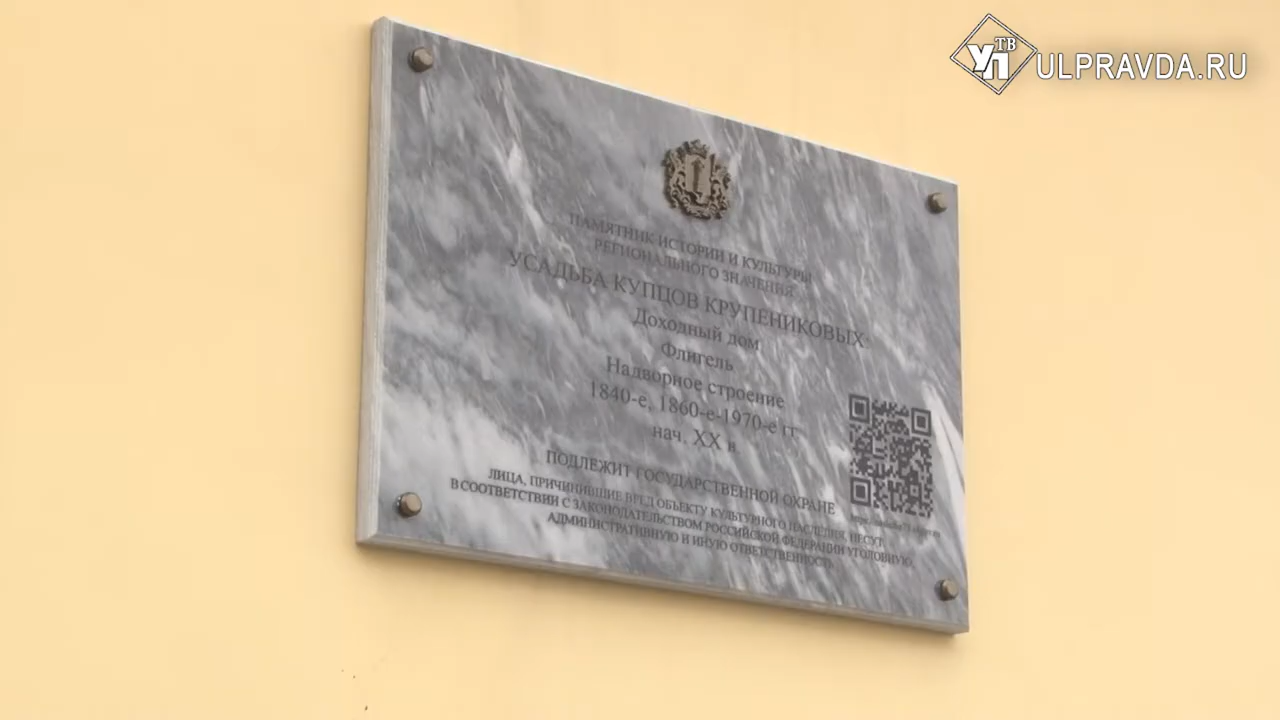 УП ТВ
ULPRAVDA.RU
ПАМЯТНИК ИСТОРИИ И КУЛЬТУРЫ
РЕГИОНАЛЬНОГО ЗНАЧЕНИЯ
УСАДЬБА КУПЦОВ КРУПЕНИКОВЫХ:
Доходный дом
Флигель
Надворное строение
1840-е, 1860-е-1970-е гг.
нач. XX в.
ПОДЛЕЖИТ ГОСУДАРСТВЕННОЙ ОХРАНЕ
ЛИЦА, ПРИЧИНИВШИЕ ВРЕД ОБЪЕКТУ КУЛЬТУРНОГО НАСЛЕДИЯ, НЕСУТ
В СООТВЕТСТВИИ С ЗАКОНОДАТЕЛЬСТВОМ РОССИЙСКОЙ ФЕДЕРАЦИИ УГОЛОВНУЮ,
АДМИНИСТРАТИВНУЮ И ИНУЮ ОТВЕТСТВЕННОСТЬ